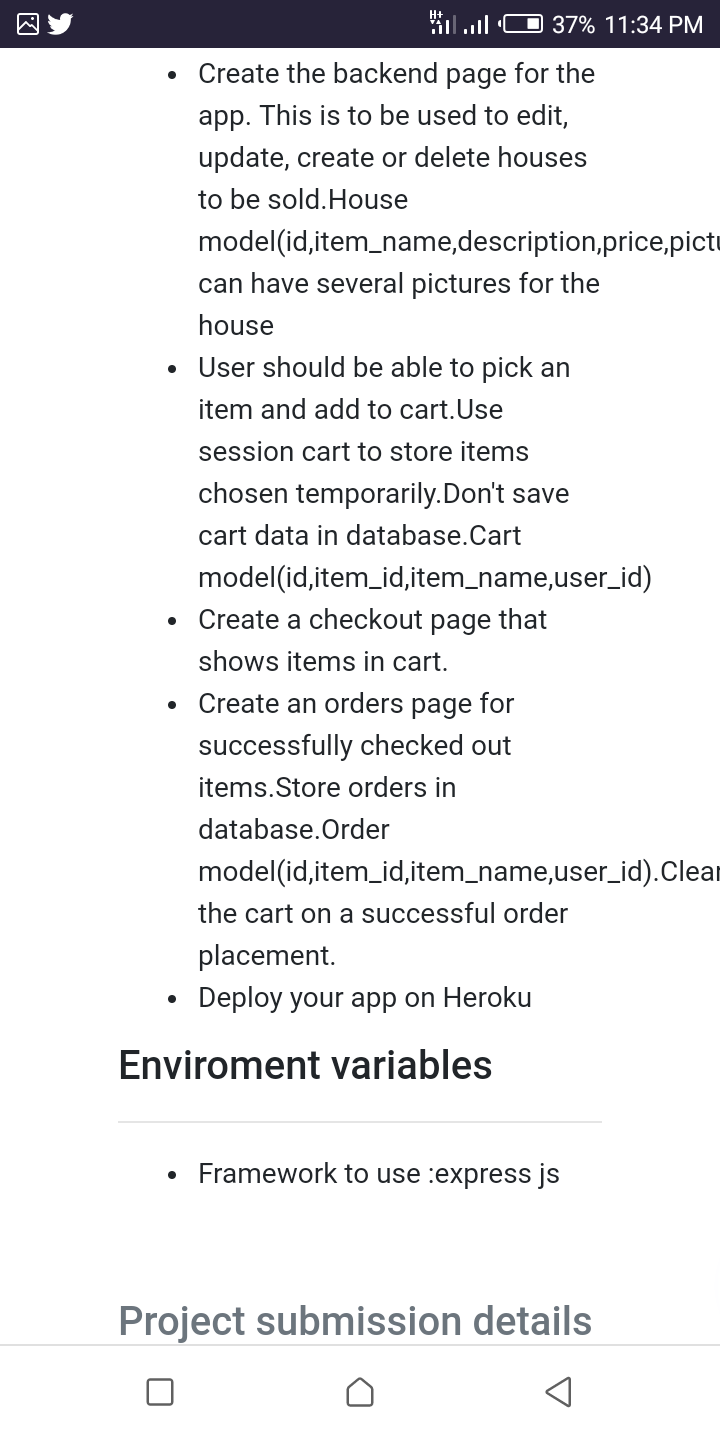 H+ 37% 11:34 PM
Create the backend page for the
app. This is to be used to edit,
update, create or delete houses
to be sold.House
model(id,item_name,description,price,pictu
can have several pictures for the
house
User should be able to pick an
item and add to cart.Use
session cart to store items
chosen temporarily.Don't save
cart data in database.Cart
model(id,item_id,item_name,user_id)
Create a checkout page that
shows items in cart.
Create an orders page for
successfully checked out
items.Store orders in
database.Order
model(id,item_id,item_name,user_id).Clear
the cart on a successful order
placement.
Deploy your app on Heroku
Enviroment variables
Framework to use :express js
Project submission details